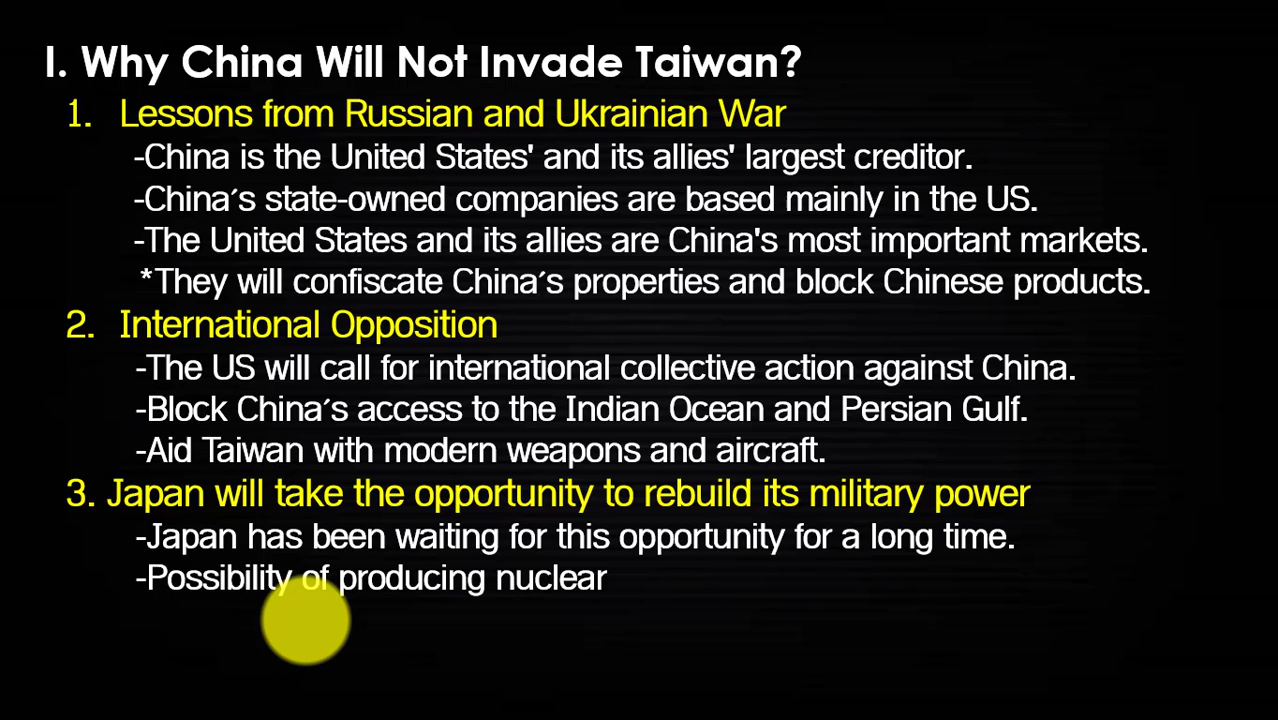 I. Why China Will Not Invade Taiwan?
1. Lessons from Russian and Ukrainian War
-China is the United States' and its allies' largest creditor.
-China´s state-owned companies are based mainly in the US.
-The United States and its allies are China's most important markets.
*They will confiscate China´s properties and block Chinese products.
2. International Opposition
-The US will call for international collective action against China.
-Block China´s access to the Indian Ocean and Persian Gulf.
-Aid Taiwan with modern weapons and aircraft.
3. Japan will take the opportunity to rebuild its military power
-Japan has been waiting for this opportunity for a long time.
-Possibility of producing nuclear